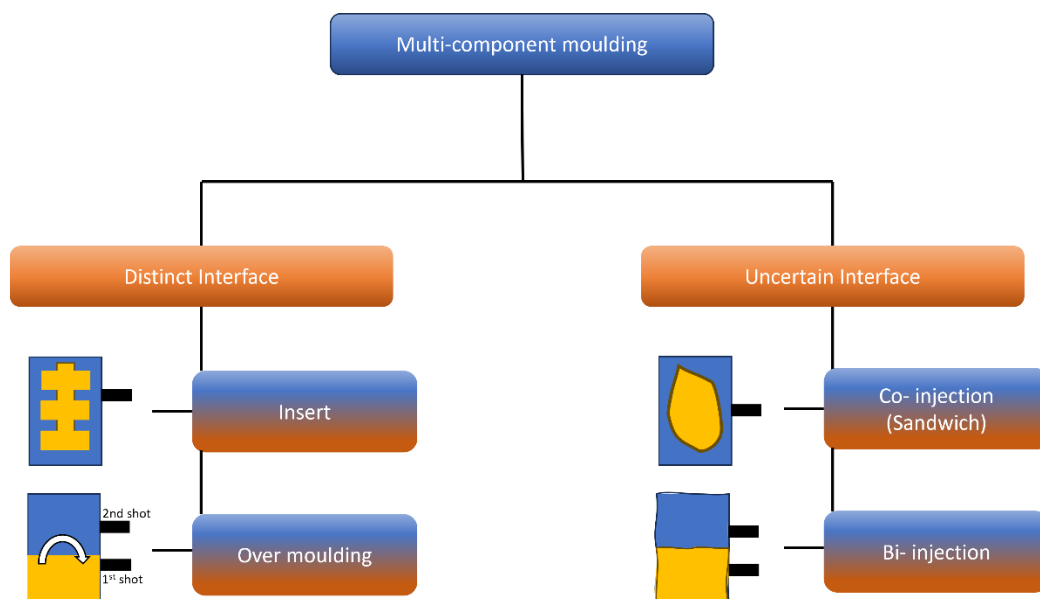 Multi-component moulding
Distinct Interface
Uncertain Interface
Insert
Co- injection
(Sandwich)
2nd shot
1st shot
Over moulding
Bi- injection